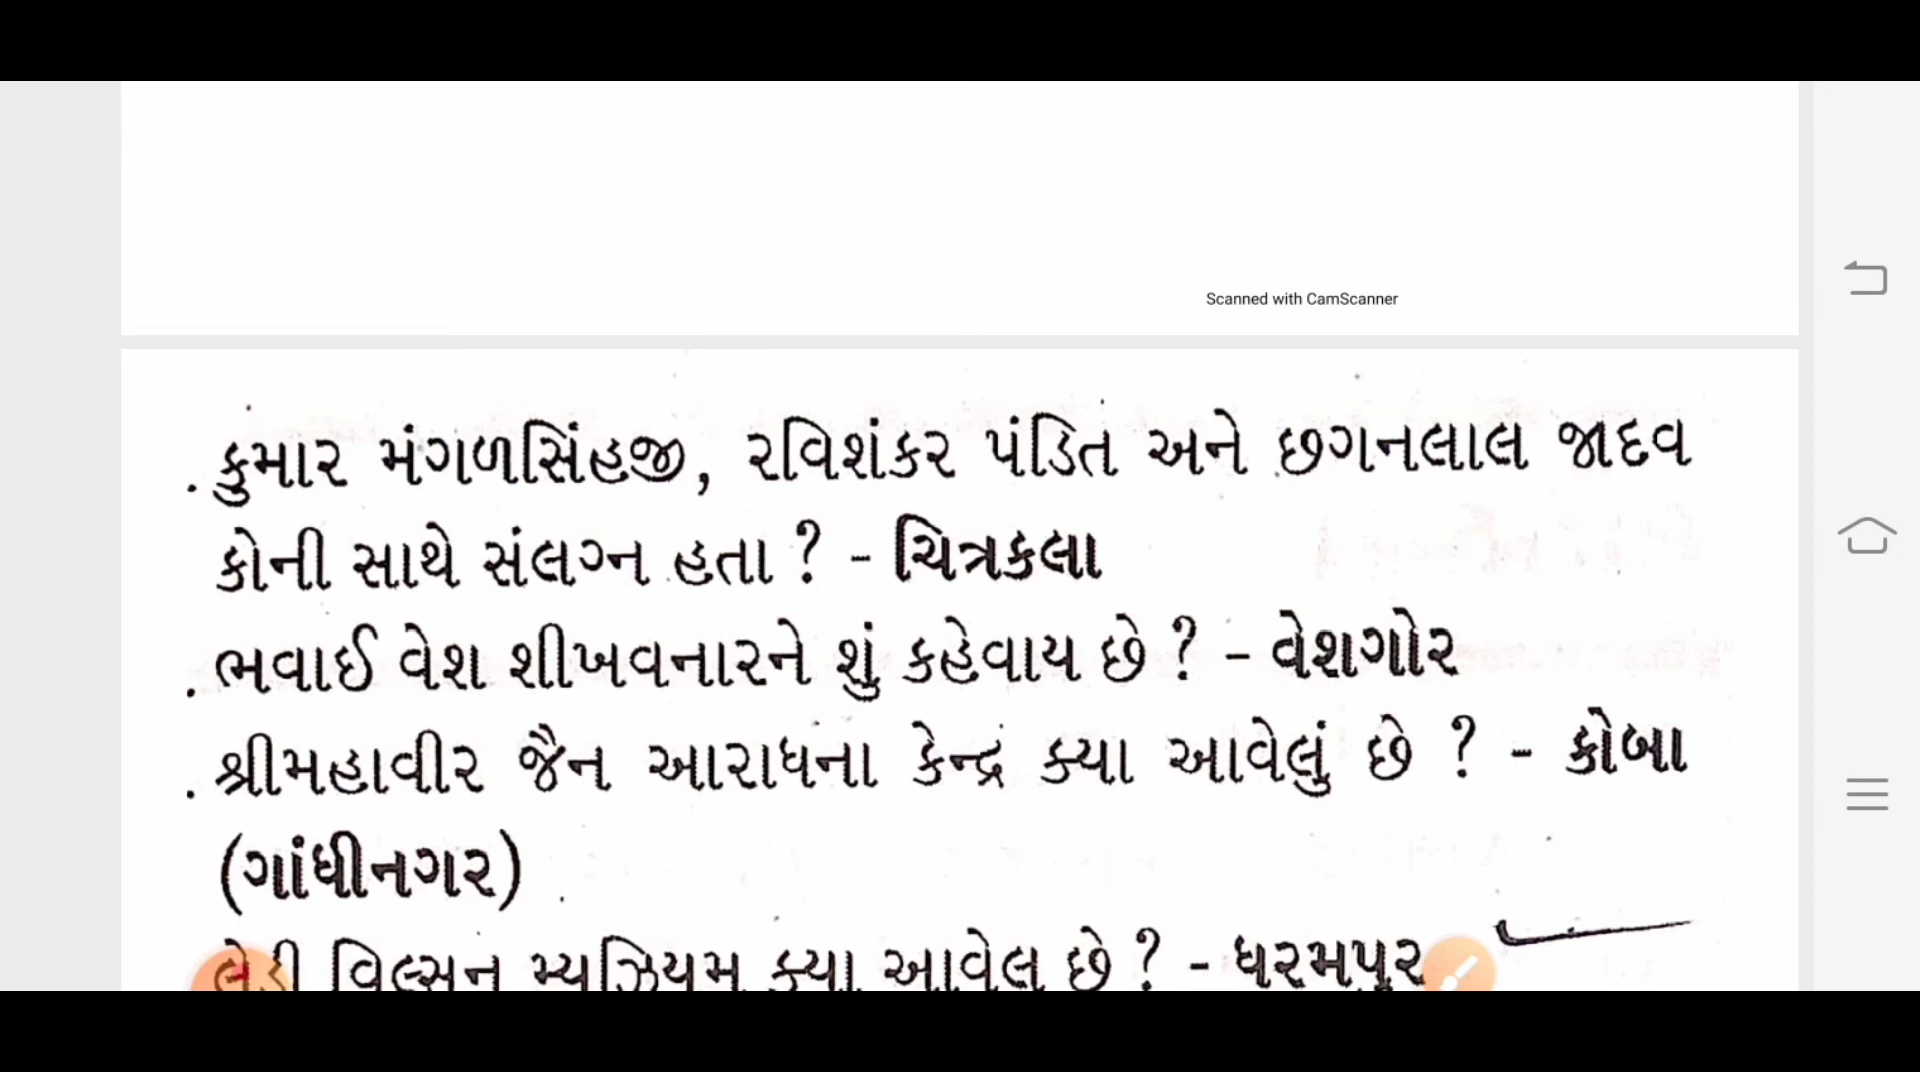 Scanned with CamScanner
. કુમાર મંગળસિંહજી, રવિશંકર પંડિત અને છગનલાલ જાદવ
કોની સાથે સંલગ્ન હતા ? - ચિત્રકલા
. ભવાઈ વેશ શીખવનારને શું કહેવાય છે ? - વેશગોર
. શ્રીમહાવીર જૈન આરાધના કેન્દ્ર ક્યા આવેલું છે ? - કોબા
(ગાંધીનગર)
લેડી વિલ્સન મ્યુઝિયમ ક્યા આવેલ છે ? - ધરમપુર